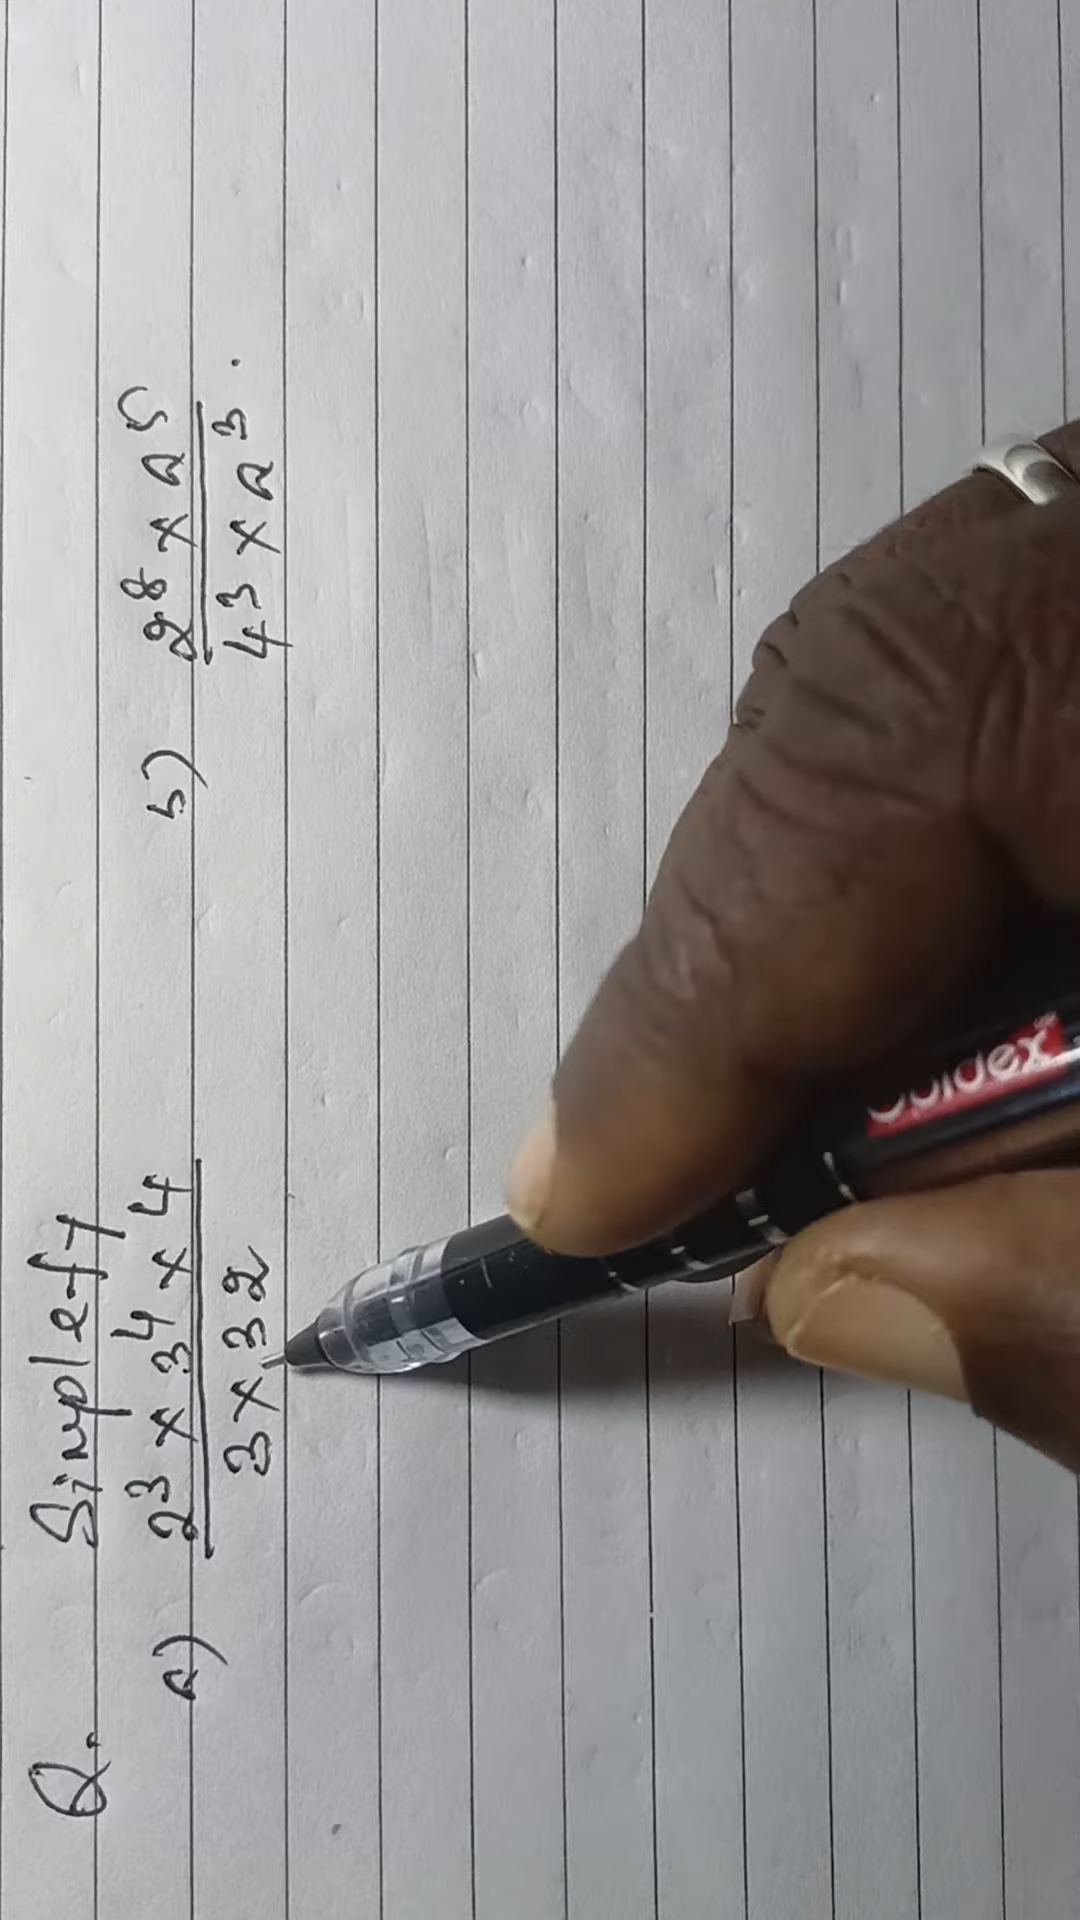 Q. Simplefy
a) 2³ × 3⁴ × 4 / 3 × 32
b) 2⁸ × a⁵ / 4³ × a³.